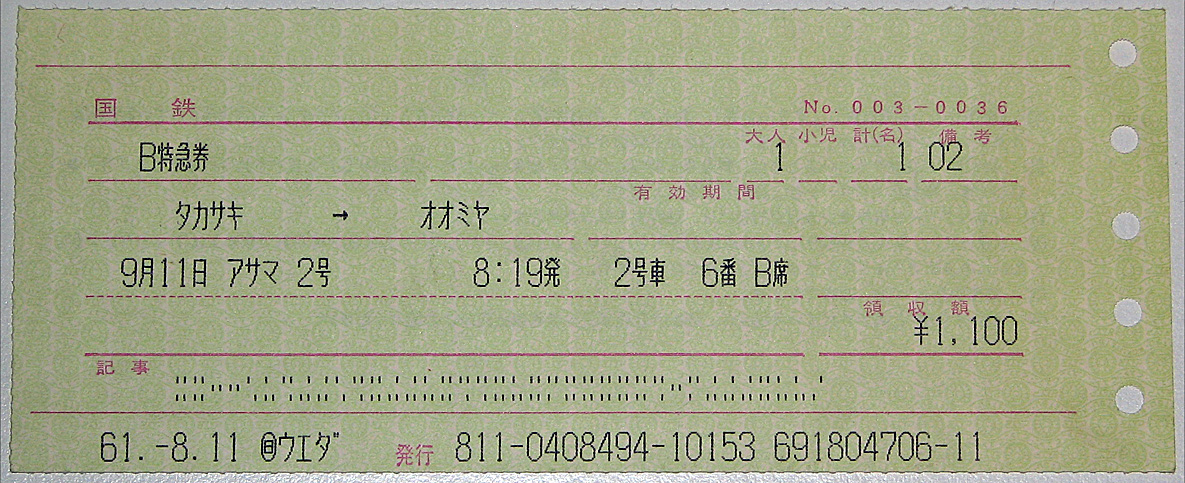 国 鉄 No. 003-0036
大人 小児 計(名) 備考
B特急券 1 1 02
有効期間
タカサキ → オオミヤ
9月11日 アサマ 2号 8:19発 2号車 6番 B席
領収額
¥1,100
記事
61.-8.11 ウエダ 発行 811-0408494-10153 691804706-11